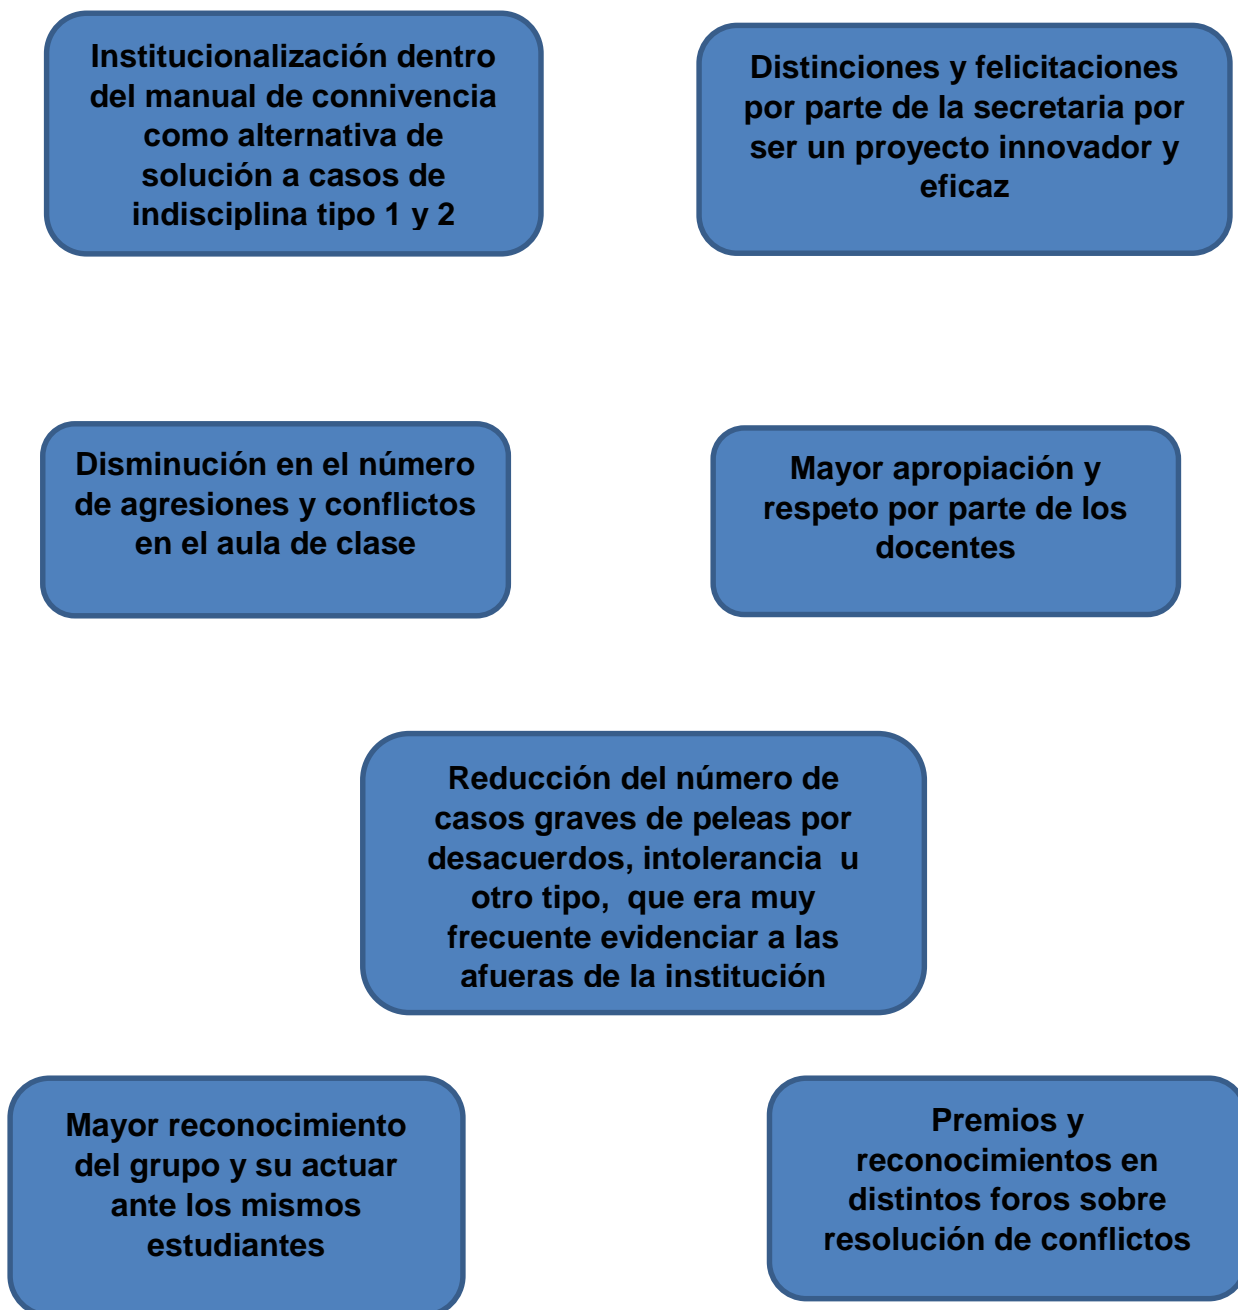 Institucionalización dentro
del manual de connivencia
como alternativa de
solución a casos de
indisciplina tipo 1 y 2
Distinciones y felicitaciones
por parte de la secretaria por
ser un proyecto innovador y
eficaz
Disminución en el número
de agresiones y conflictos
en el aula de clase
Mayor apropiación y
respeto por parte de los
docentes
Reducción del número de
casos graves de peleas por
desacuerdos, intolerancia  u
otro tipo,  que era muy
frecuente evidenciar a las
afueras de la institución
Mayor reconocimiento
del grupo y su actuar
ante los mismos
estudiantes
Premios y
reconocimientos en
distintos foros sobre
resolución de conflictos